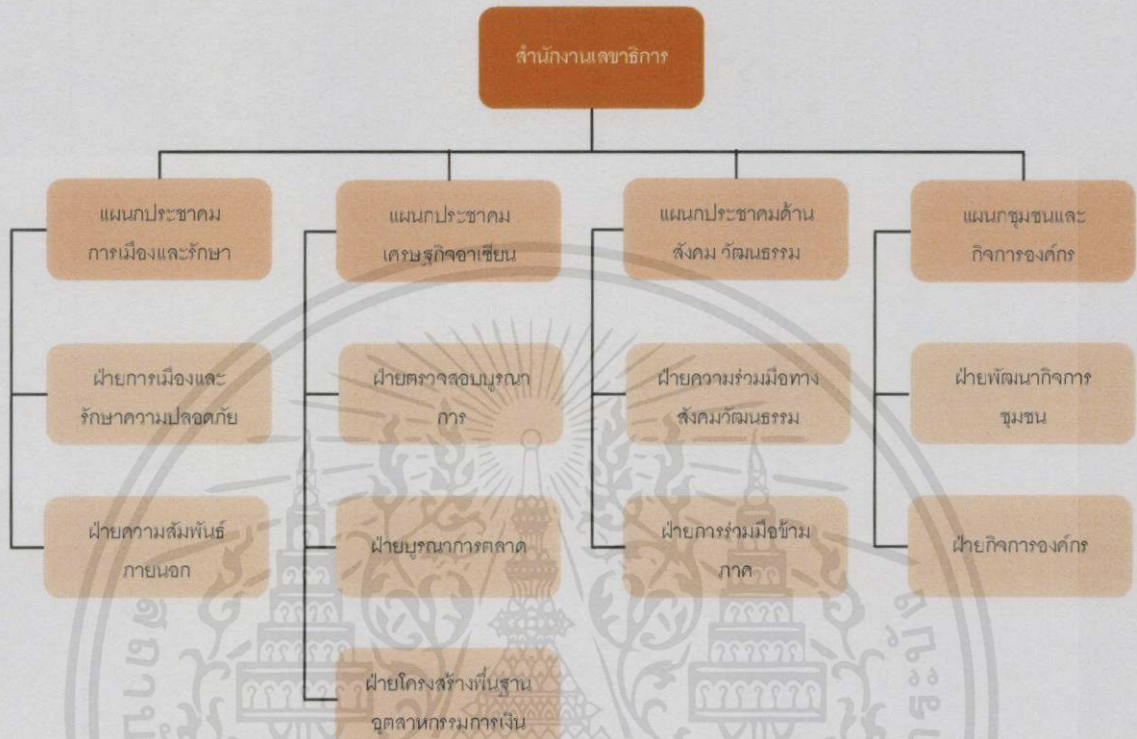 สำนักงานเลขาธิการ
แผนกประชาคม
การเมืองและรักษา
แผนกประชาคม
เศรษฐกิจอาเซียน
แผนกประชาคมด้าน
สังคม วัฒนธรรม
แผนกชุมชนและ
กิจการองค์กร
ฝ่ายการเมืองและ
รักษาความปลอดภัย
ฝ่ายตรวจสอบบูรณา
การ
ฝ่ายความร่วมมือทาง
สังคมวัฒนธรรม
ฝ่ายพัฒนากิจการ
ชุมชน
ฝ่ายความสัมพันธ์
ภายนอก
ฝ่ายบูรณาการตลาด
ฝ่ายการร่วมมือข้าม
ภาค
ฝ่ายกิจการองค์กร
ฝ่ายโครงสร้างพื้นฐาน
อุตสาหกรรมการเงิน